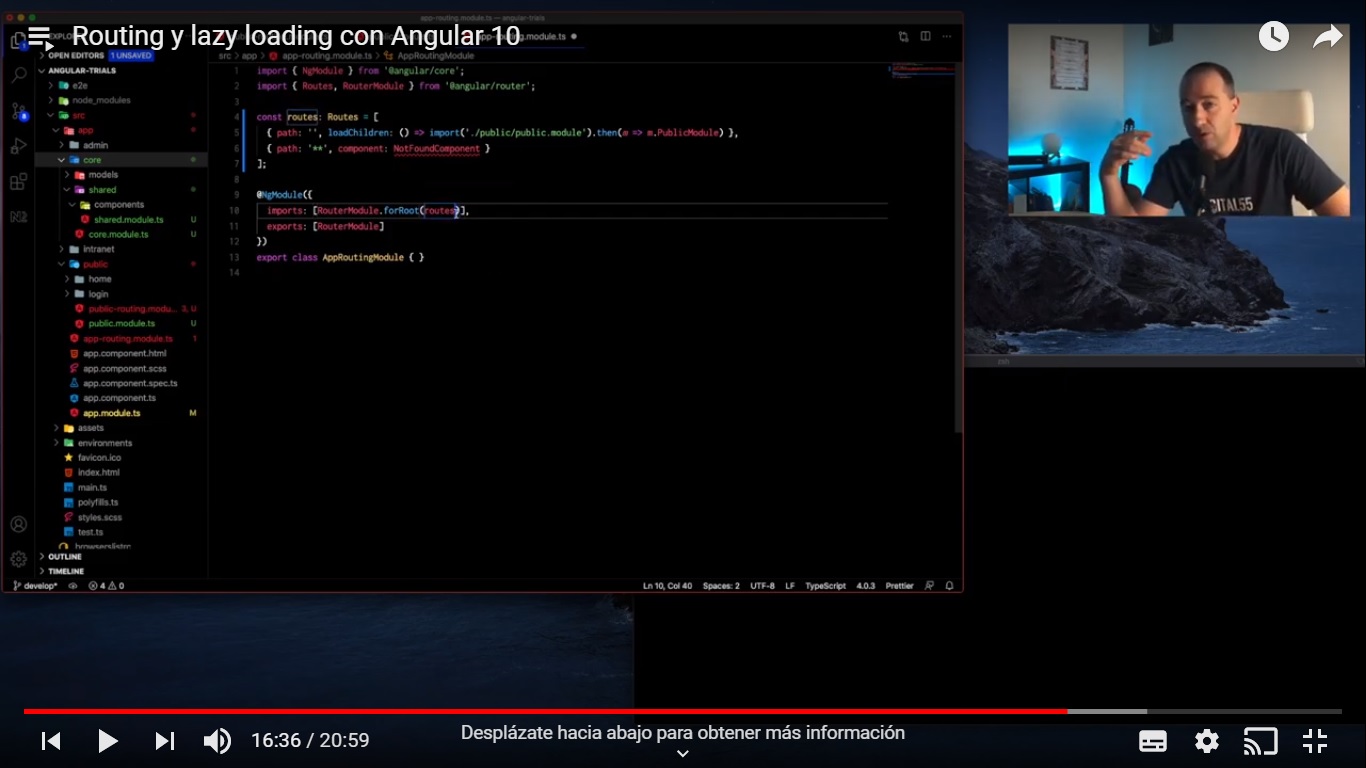 app-routing.module.ts — angular-trials
Routing y lazy loading con Angular 10
app-routing.module.ts
OPEN EDITORS 1 UNSAVED
src > app > app-routing.module.ts > AppRoutingModule
ANGULAR-TRIALS
e2e
node_modules
src
app
admin
core
models
shared
components
shared.module.ts U
core.module.ts U
intranet
public
home
login
public-routing.modu... 3, U
public.module.ts U
app-routing.module.ts 1
app.component.html
app.component.scss
app.component.spec.ts
app.component.ts
app.module.ts M
assets
environments
favicon.ico
index.html
main.ts
polyfills.ts
styles.scss
test.ts
.browserslistrc
OUTLINE
TIMELINE
1 import { NgModule } from '@angular/core';
2 import { Routes, RouterModule } from '@angular/router';
3
4 const routes: Routes = [
5 { path: '', loadChildren: () => import('./public/public.module').then(m => m.PublicModule) },
6 { path: '**', component: NotFoundComponent }
7 ];
8
9 @NgModule({
10 imports: [RouterModule.forRoot(routes)],
11 exports: [RouterModule]
12 })
13 export class AppRoutingModule { }
14
develop* 4 0
Ln 10, Col 40 Spaces: 2 UTF-8 LF TypeScript 4.0.3 Prettier
zsh
Desplázate hacia abajo para obtener más información
16:36 / 20:59